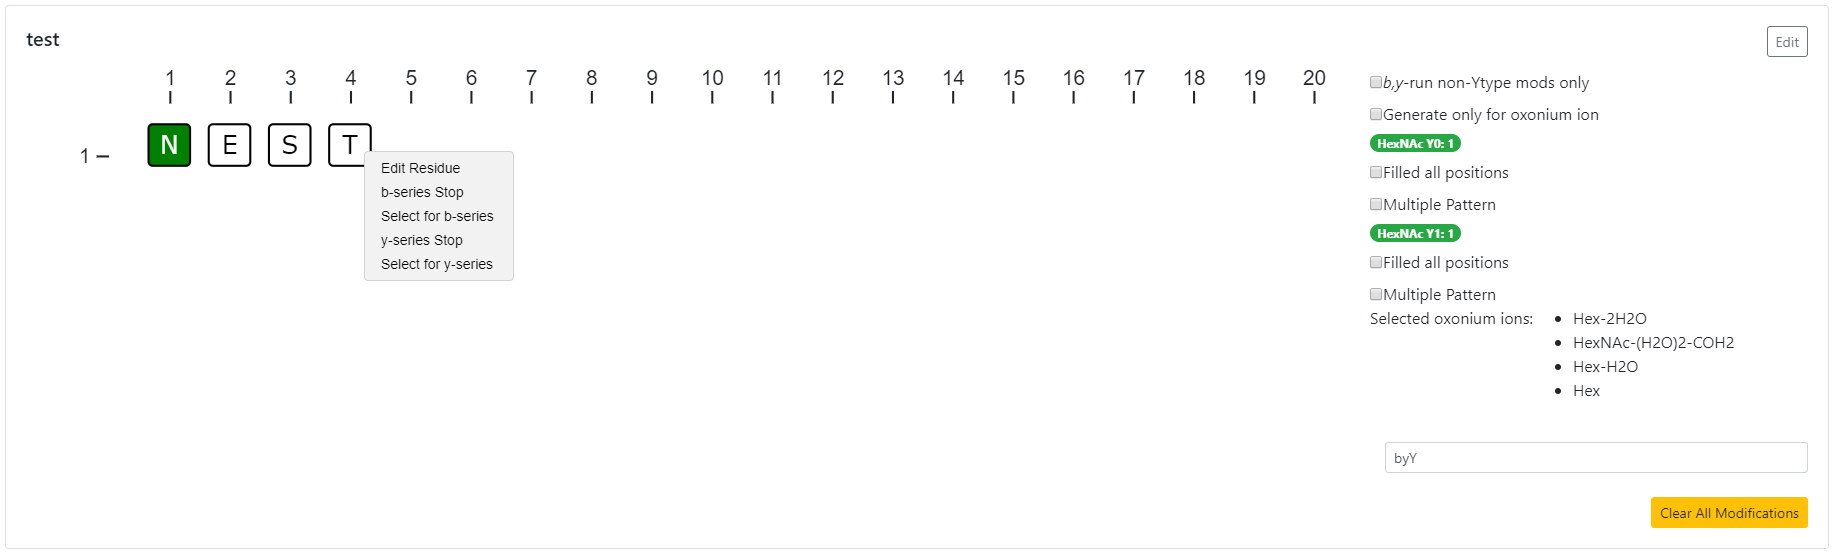 test
Edit
1 2 3 4 5 6 7 8 9 10 11 12 13 14 15 16 17 18 19 20
1 N E S T
Edit Residue
b-series Stop
Select for b-series
y-series Stop
Select for y-series
b,y-run non-Ytype mods only
Generate only for oxonium ion
HexNAc Y0: 1
Filled all positions
Multiple Pattern
HexNAc Y1: 1
Filled all positions
Multiple Pattern
Selected oxonium ions:
• Hex-2H2O
• HexNAc-(H2O)2-COH2
• Hex-H2O
• Hex
byY
Clear All Modifications